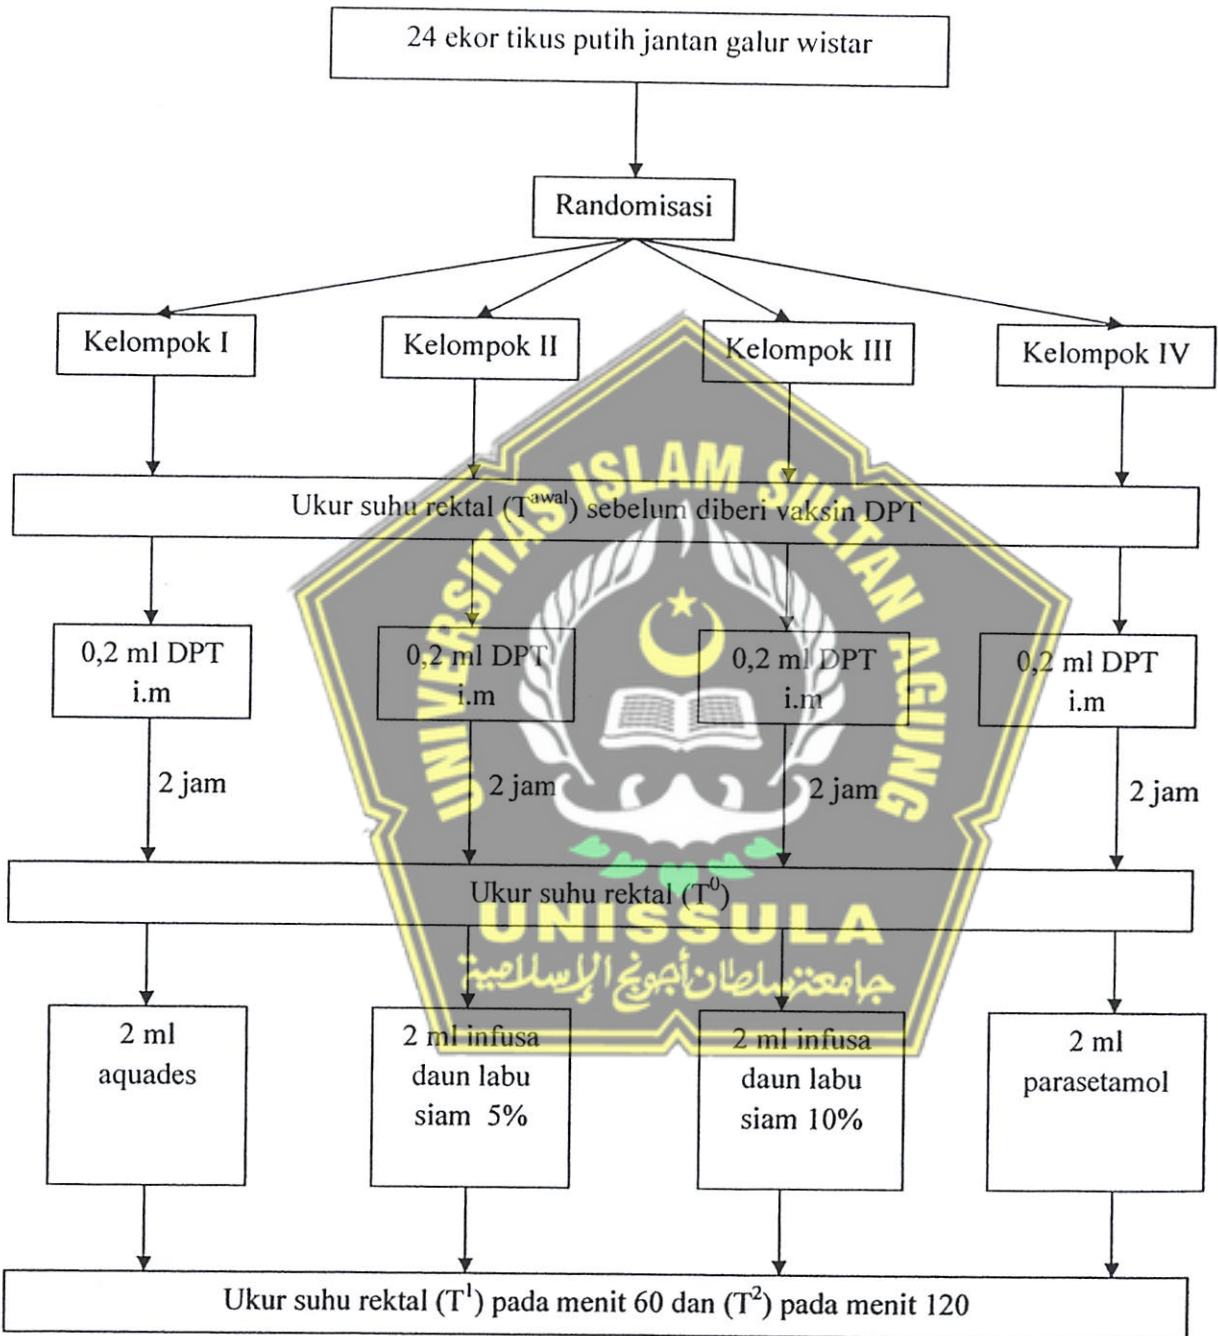 24 ekor tikus putih jantan galur wistar
Randomisasi
Kelompok I
Kelompok II
Kelompok III
Kelompok IV
Ukur suhu rektal (T^awal) sebelum diberi vaksin DPT
0,2 ml DPT
i.m
0,2 ml DPT
i.m
0,2 ml DPT
i.m
0,2 ml DPT
i.m
2 jam
2 jam
2 jam
2 jam
Ukur suhu rektal (T^0)
2 ml
aquades
2 ml infusa
daun labu
siam 5%
2 ml infusa
daun labu
siam 10%
2 ml
parasetamol
Ukur suhu rektal (T^1) pada menit 60 dan (T^2) pada menit 120
UNIVERSITAS ISLAM SULTAN AGUNG
UNISSULA
جامعة سلطان أجونج الإسلامية